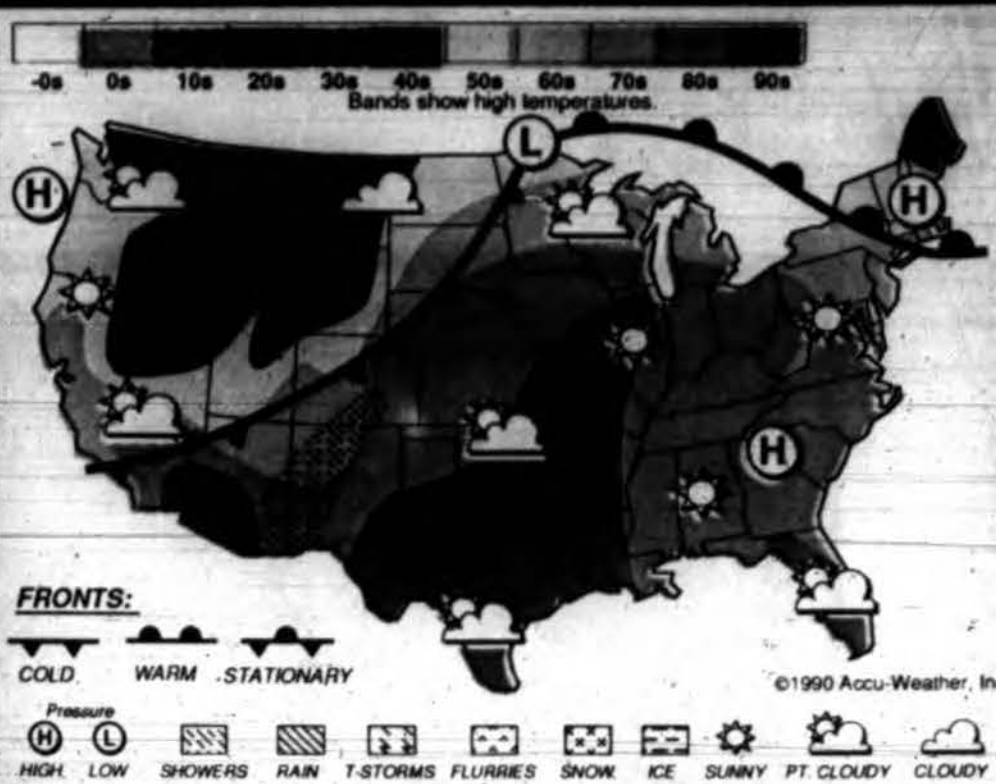 -0s 0s 10s 20s 30s 40s 50s 60s 70s 80s 90s
Bands show high temperatures.
L
H
H
H
FRONTS:
COLD WARM STATIONARY
©1990 Accu-Weather, In
Pressure
H L
HIGH LOW SHOWERS RAIN T-STORMS FLURRIES SNOW ICE SUNNY PT. CLOUDY CLOUDY